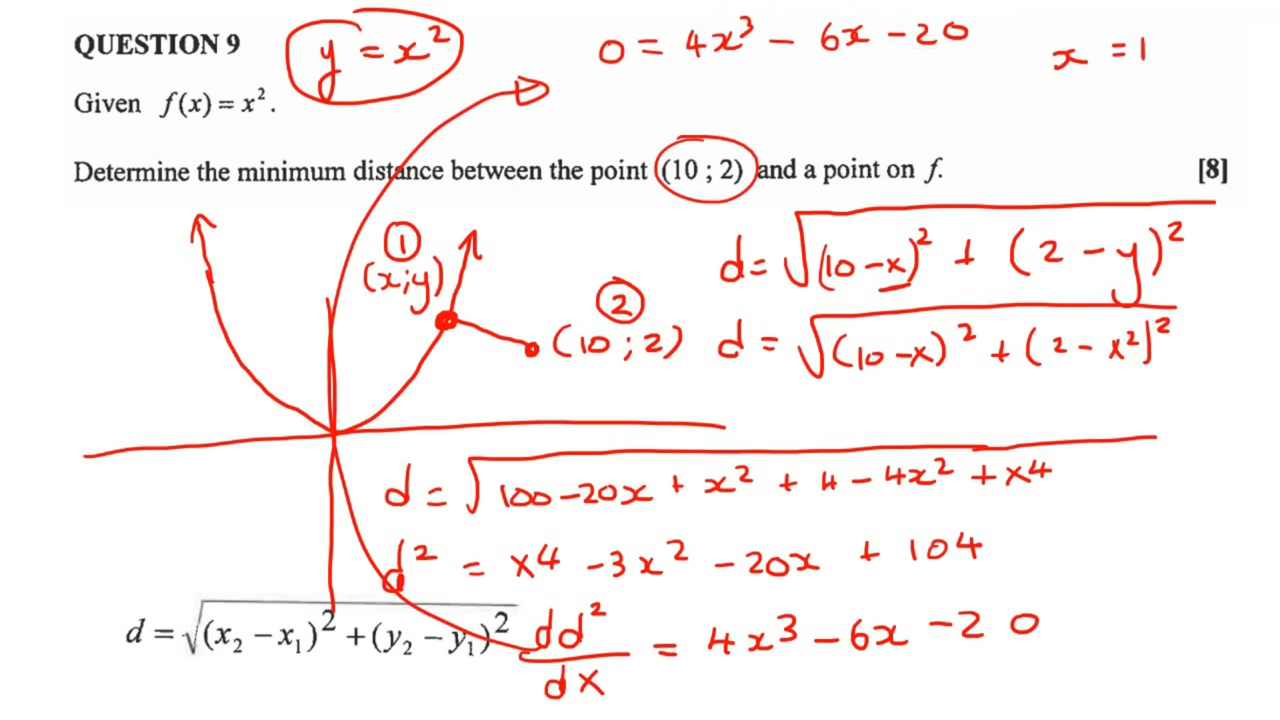 QUESTION 9
y = x²
0 = 4x³ - 6x - 20
x = 1
Given f(x) = x².
Determine the minimum distance between the point (10 ; 2) and a point on f.
[8]
①
(x;y)
②
(10 ; 2)
d = √(10-x)² + (2-y)²
d = √(10-x)² + (2-x²)²
d = √100-20x + x² + 4 - 4x² + x4
d² = x4 - 3x² - 20x + 104
d = √(x₂ - x₁)² + (y₂ - y₁)²
dd²/dx = 4x³ - 6x - 20